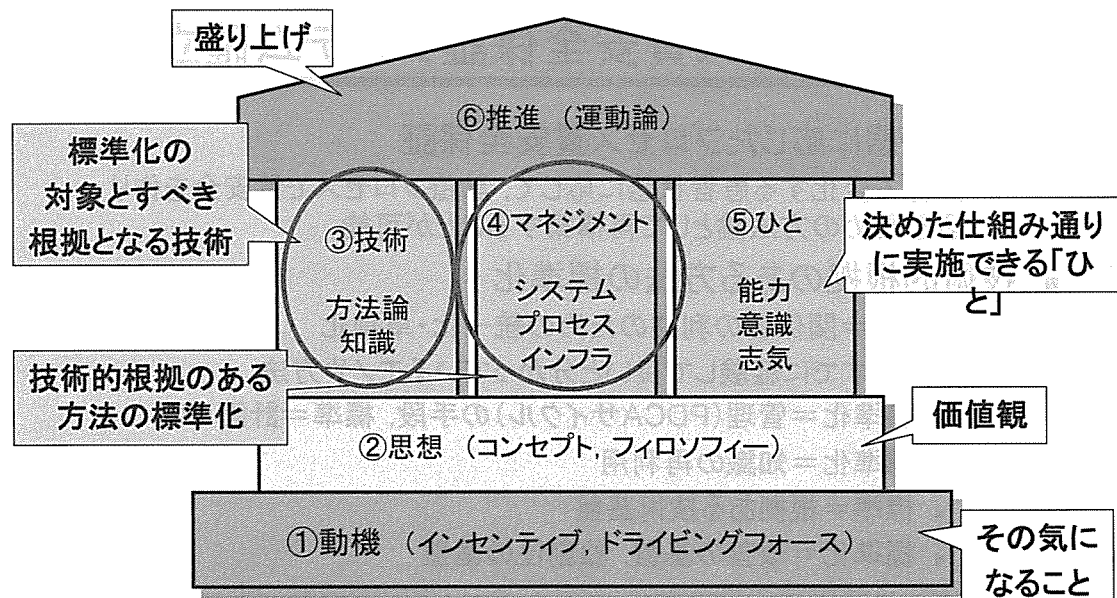 盛り上げ
⑥推進 （運動論）
標準化の
対象とすべき
根拠となる技術
③技術
方法論
知識
④マネジメント
システム
プロセス
インフラ
⑤ひと
能力
意識
志気
決めた仕組み通り
に実施できる「ひ
と」
技術的根拠のある
方法の標準化
②思想 （コンセプト，フィロソフィー）
価値観
①動機 （インセンティブ，ドライビングフォース）
その気に
なること